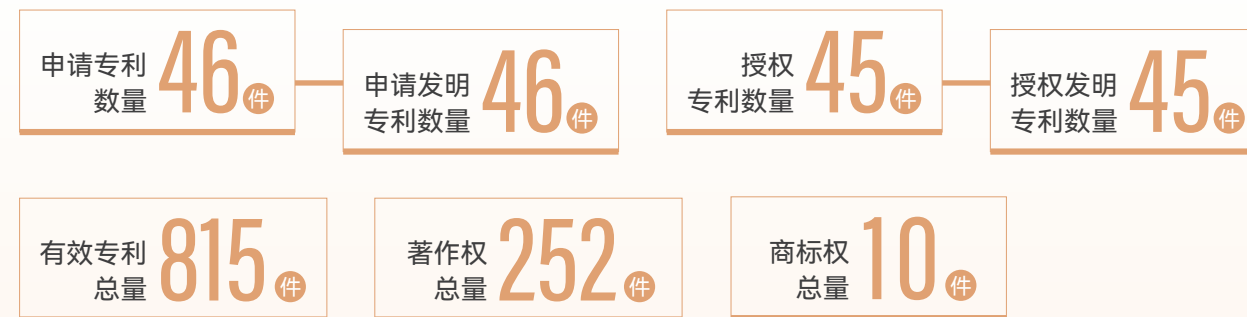 申请专利
数量 46 件
申请发明
专利数量 46 件
授权
专利数量 45 件
授权发明
专利数量 45 件
有效专利
总量 815 件
著作权
总量 252 件
商标权
总量 10 件